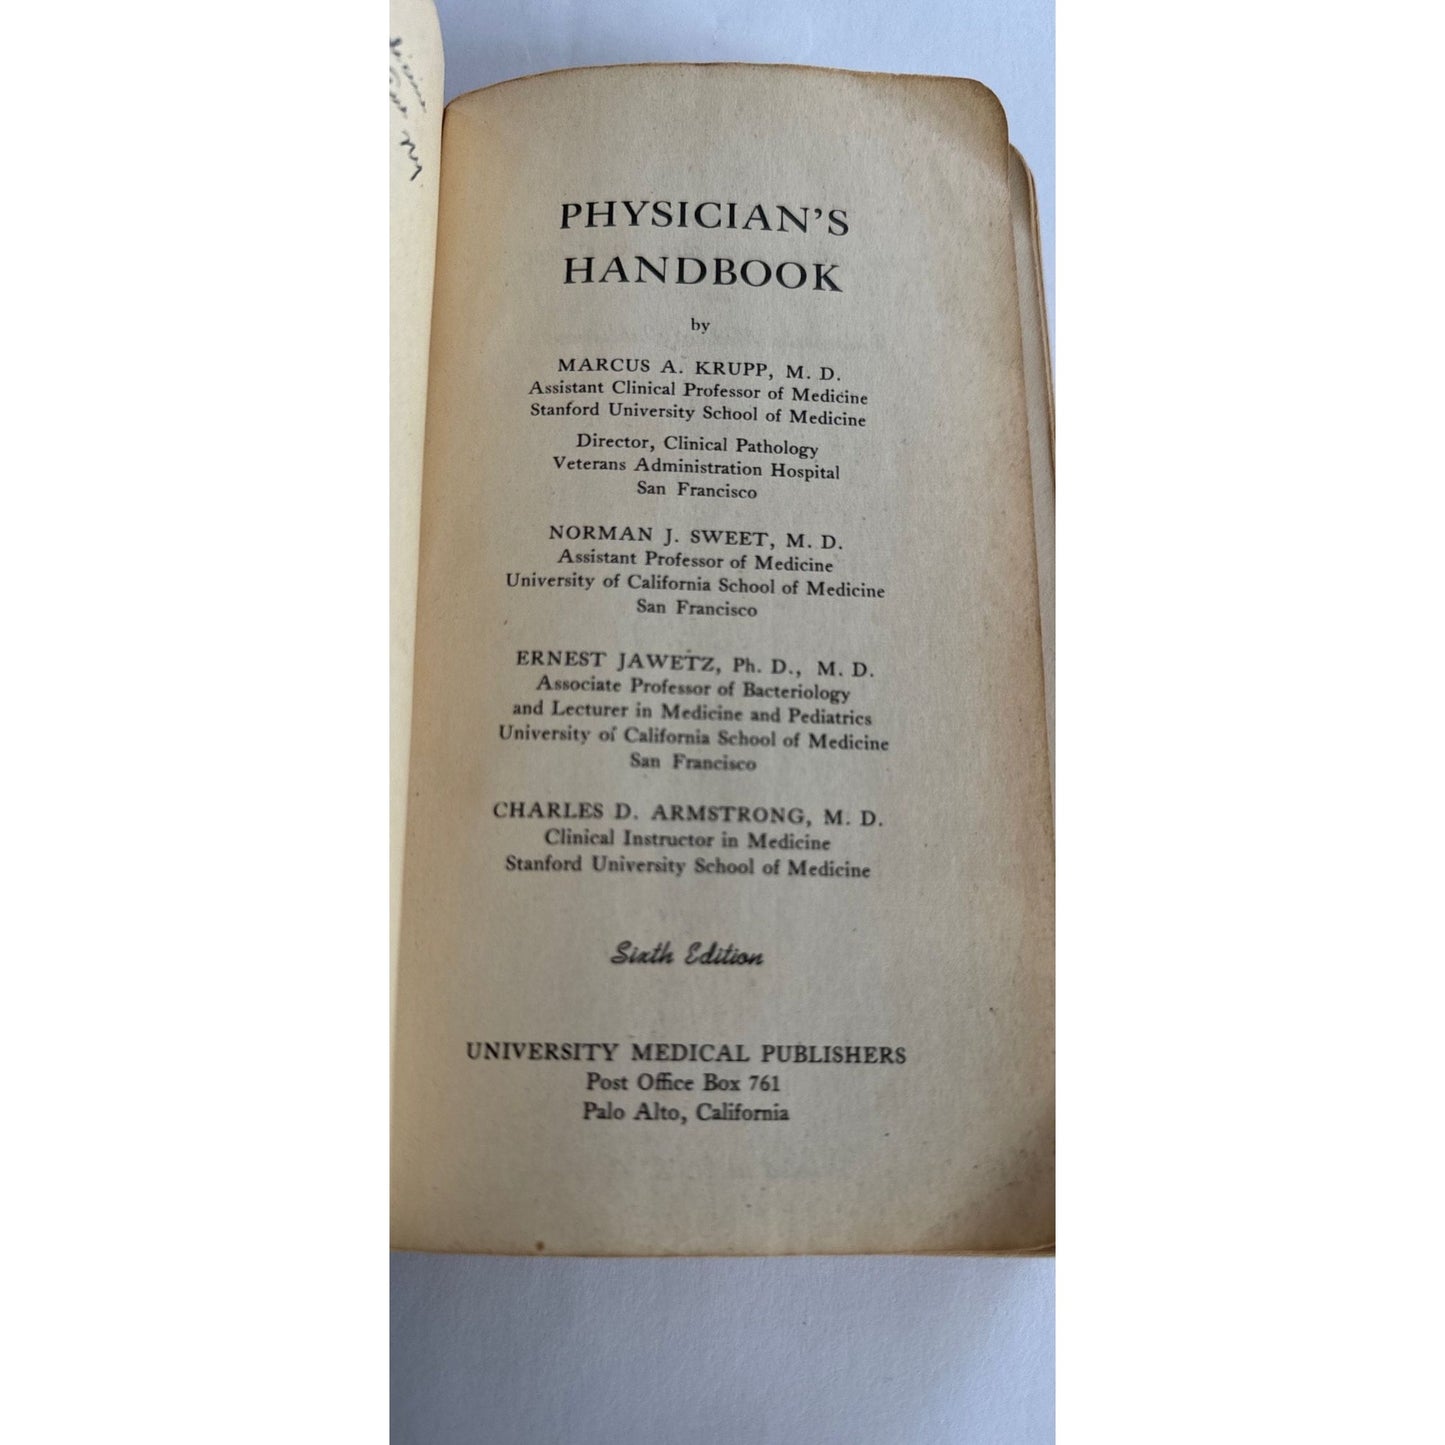 PHYSICIAN'S
HANDBOOK
by
MARCUS A. KRUPP, M. D.
Assistant Clinical Professor of Medicine
Stanford University School of Medicine
Director, Clinical Pathology
Veterans Administration Hospital
San Francisco
NORMAN J. SWEET, M. D.
Assistant Professor of Medicine
University of California School of Medicine
San Francisco
ERNEST JAWETZ, Ph. D., M. D.
Associate Professor of Bacteriology
and Lecturer in Medicine and Pediatrics
University of California School of Medicine
San Francisco
CHARLES D. ARMSTRONG, M. D.
Clinical Instructor in Medicine
Stanford University School of Medicine
Sixth Edition
UNIVERSITY MEDICAL PUBLISHERS
Post Office Box 761
Palo Alto, California